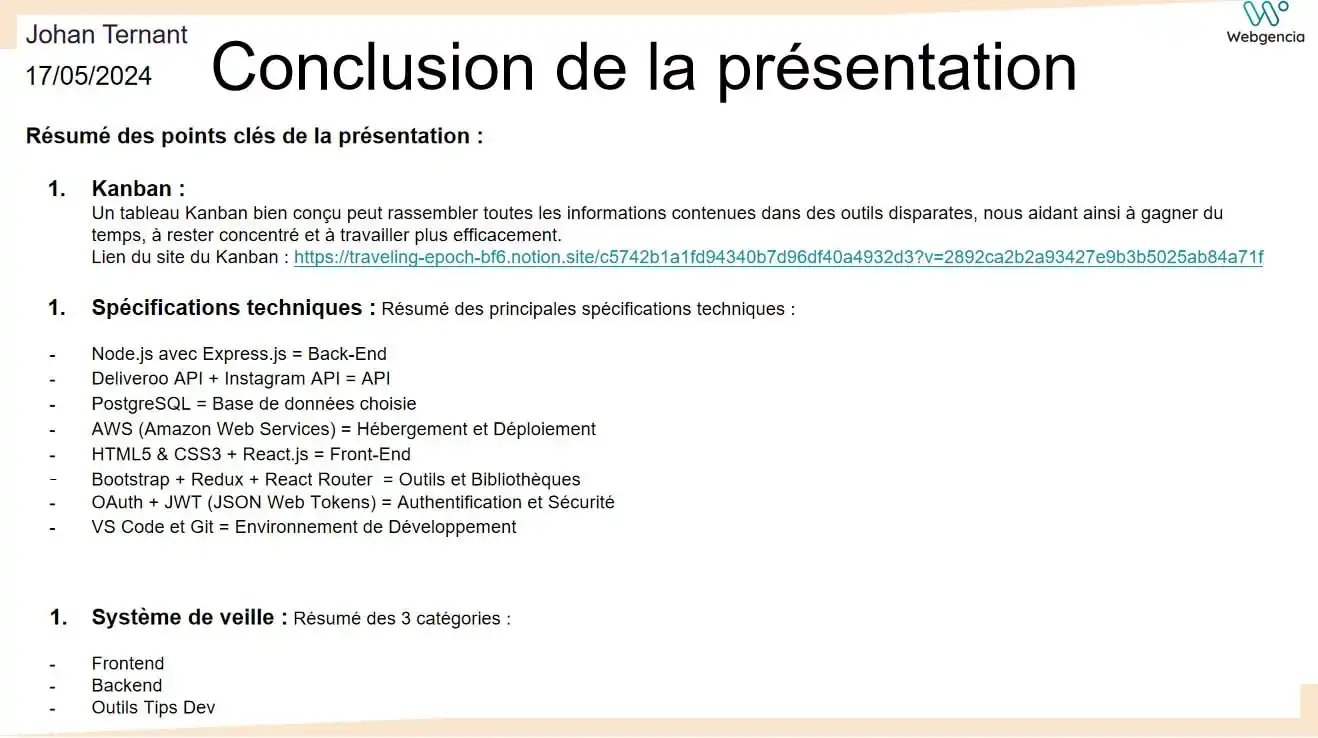 Johan Ternant
17/05/2024
Conclusion de la présentation
Webgencia
Résumé des points clés de la présentation :
1. Kanban :
Un tableau Kanban bien conçu peut rassembler toutes les informations contenues dans des outils disparates, nous aidant ainsi à gagner du
temps, à rester concentré et à travailler plus efficacement.
Lien du site du Kanban : https://traveling-epoch-bf6.notion.site/c5742b1a1fd94340b7d96df40a4932d3?v=2892ca2b2a93427e9b3b5025ab84a71f
1. Spécifications techniques : Résumé des principales spécifications techniques :
- Node.js avec Express.js = Back-End
- Deliveroo API + Instagram API = API
- PostgreSQL = Base de données choisie
- AWS (Amazon Web Services) = Hébergement et Déploiement
- HTML5 & CSS3 + React.js = Front-End
- Bootstrap + Redux + React Router = Outils et Bibliothèques
- OAuth + JWT (JSON Web Tokens) = Authentification et Sécurité
- VS Code et Git = Environnement de Développement
1. Système de veille : Résumé des 3 catégories :
- Frontend
- Backend
- Outils Tips Dev